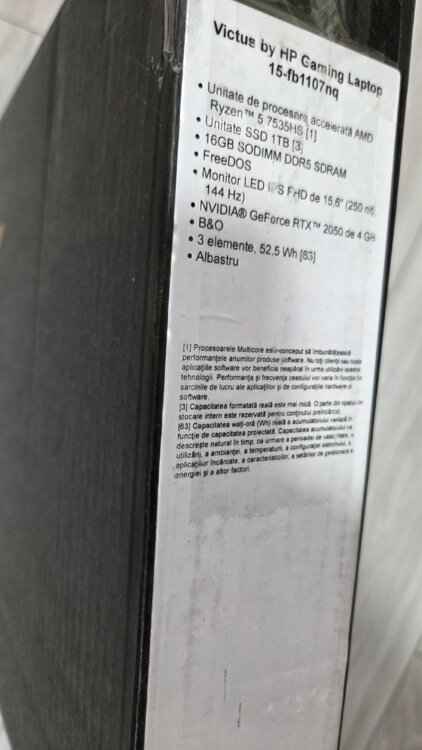 Victus by HP Gaming Laptop
15-fb1107nq
• Unitate de procesare accelerată AMD
Ryzen™ 5 7535HS [1]
• Unitate SSD 1TB [3]
• 16GB SODIMM DDR5 SDRAM
• FreeDOS
• Monitor LED IPS FHD de 15,6" (250 nit,
144 Hz)
• NVIDIA® GeForce RTX™ 2050 de 4 GB
• B&O
• 3 elemente, 52,5 Wh [63]
• Albastru
[1] Procesoarele Multicore este conceput să îmbunătățească
performanțele anumitor produse software. Nu toți clienții sau toate
aplicațiile software vor beneficia neapărat în urma utilizării acestei
tehnologii. Performanța și frecvența ceasului vor varia în funcție de
sarcinile de lucru ale aplicațiilor și de configurațiile hardware și
software.
[3] Capacitatea formatată reală este mai mică. O parte din spațiul de
stocare intern este rezervată pentru conținutul preîncărcat.
[63] Capacitatea wați-oră (Wh) reală a acumulatorului variază în
funcție de capacitatea proiectată. Capacitatea acumulatorului va
descrește natural în timp, ca urmare a perioadei de valabilitate, a
utilizării, a ambianței, a temperaturii, a configurației sistemului, a
aplicațiilor încărcate, a caracteristicilor, a setărilor de gestionare a
energiei și a altor factori.